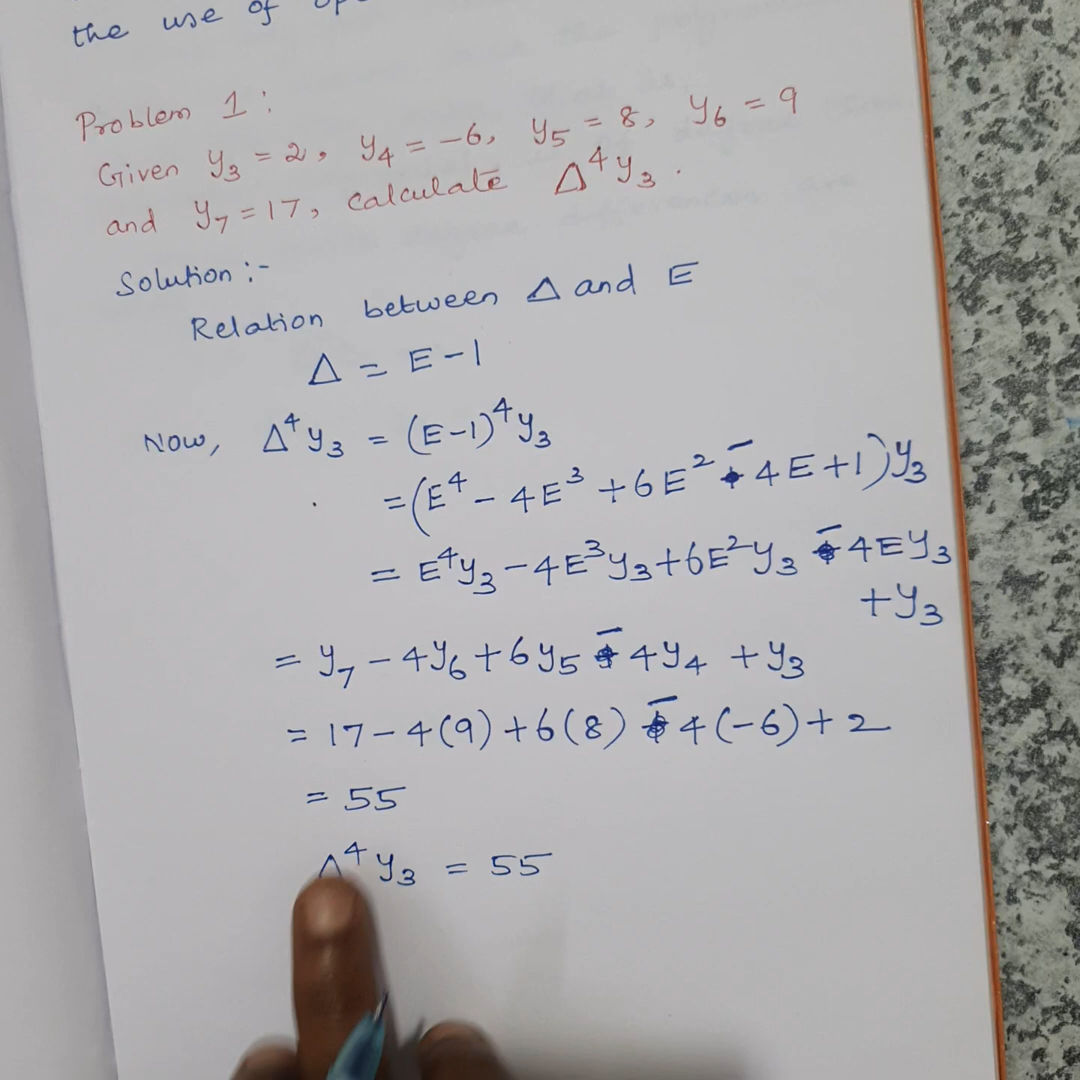 the use of
Problem 1:
Given y₃ = 2, y₄ = -6, y₅ = 8, y₆ = 9
and y₇ = 17, calculate Δ⁴y₃.
Solution :-
Relation between Δ and E
Δ = E-1
Now, Δ⁴y₃ = (E-1)⁴y₃
= (E⁴ - 4E³ + 6E² - 4E + 1)y₃
= E⁴y₃ - 4E³y₃ + 6E²y₃ - 4Ey₃
+ y₃
= y₇ - 4y₆ + 6y₅ - 4y₄ + y₃
= 17 - 4(9) + 6(8) - 4(-6) + 2
= 55
Δ⁴y₃ = 55